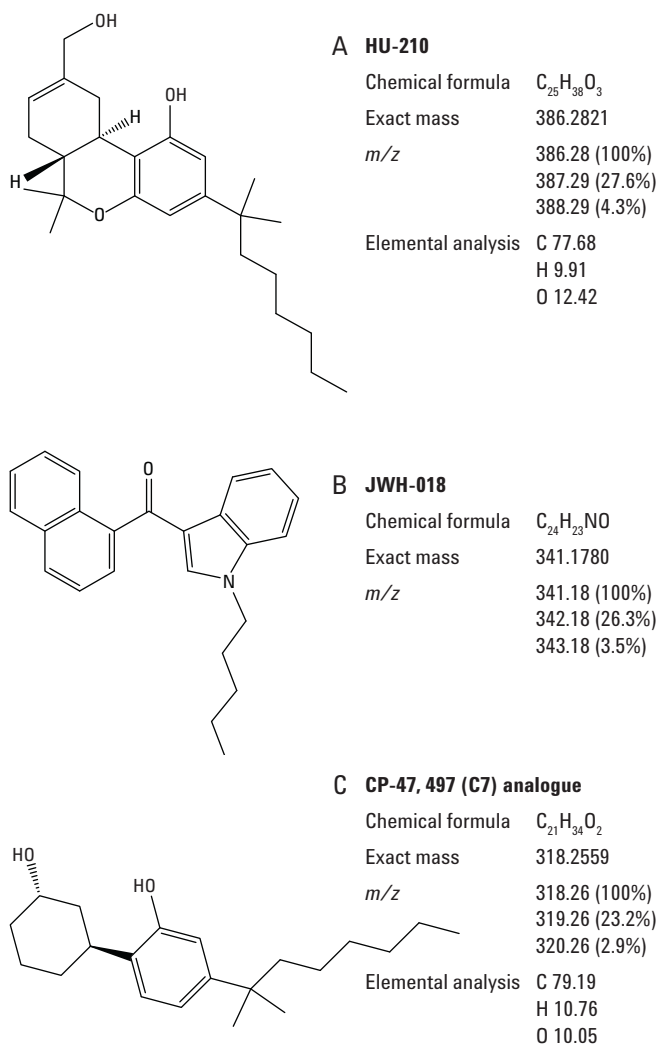 A HU-210
Chemical formula C₂₅H₃₈O₃
Exact mass 386.2821
m/z 386.28 (100%)
387.29 (27.6%)
388.29 (4.3%)
Elemental analysis C 77.68
H 9.91
O 12.42
OH
OH
H
H
O
B JWH-018
Chemical formula C₂₄H₂₃NO
Exact mass 341.1780
m/z 341.18 (100%)
342.18 (26.3%)
343.18 (3.5%)
O
N
C CP-47, 497 (C7) analogue
Chemical formula C₂₁H₃₄O₂
Exact mass 318.2559
m/z 318.26 (100%)
319.26 (23.2%)
320.26 (2.9%)
Elemental analysis C 79.19
H 10.76
O 10.05
HO
HO